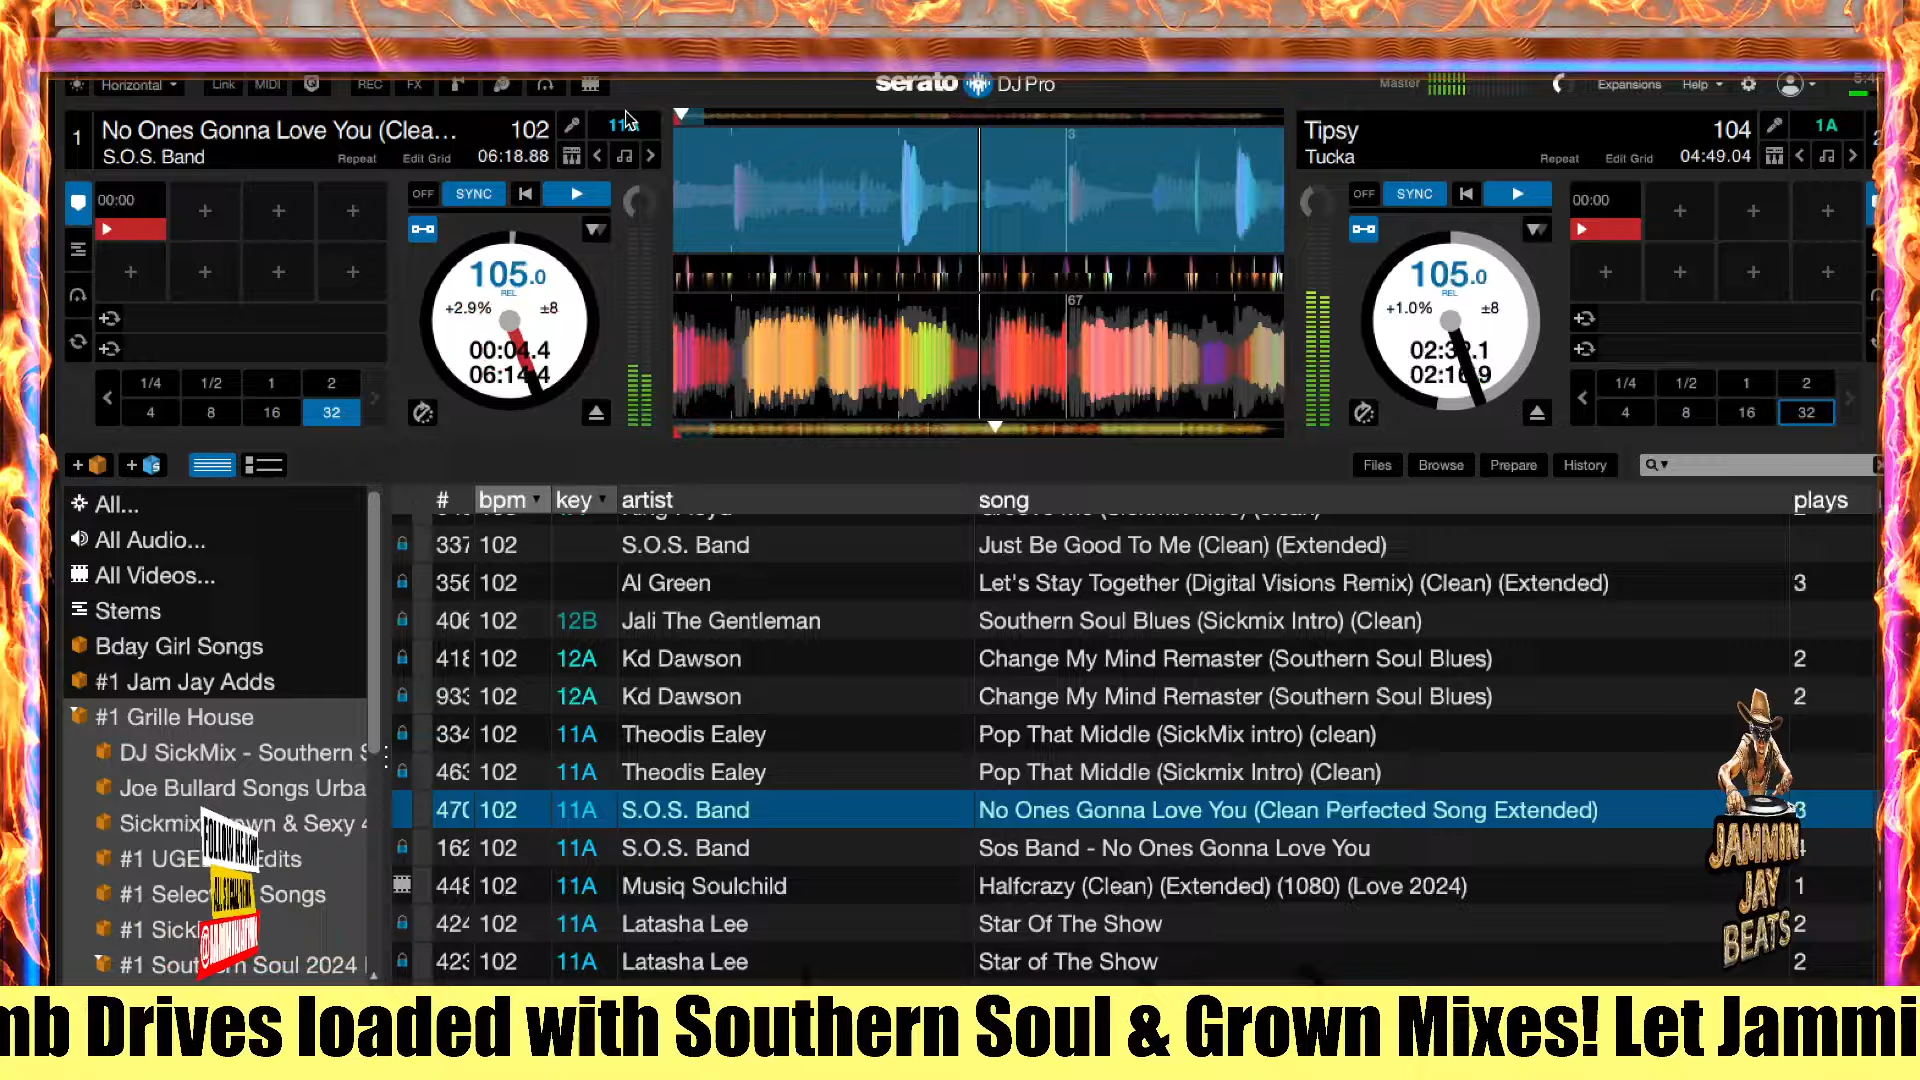 Horizontal
Link
MIDI
REC
FX
serato DJ Pro
Master
Expansions
Help
1
No Ones Gonna Love You (Clea...
102
S.O.S. Band
Repeat
Edit Grid
06:18.88
Tipsy
104
1A
Tucka
Repeat
Edit Grid
04:49.04
00:00
OFF
SYNC
105.0
REL
+2.9%
±8
00:04.4
1/4 1/2 1 2
4 8 16 32
3
67
OFF
SYNC
105.0
REL
+1.0%
±8
00:00
1/4 1/2 1 2
4 8 16 32
Files
Browse
Prepare
History
All...
All Audio...
All Videos...
Stems
Bday Girl Songs
#1 Jam Jay Adds
#1 Grille House
DJ SickMix - Southern
Joe Bullard Songs Urba
# bpm key artist song plays
337 102 S.O.S. Band Just Be Good To Me (Clean) (Extended)
356 102 Al Green Let's Stay Together (Digital Visions Remix) (Clean) (Extended) 3
406 102 12B Jali The Gentleman Southern Soul Blues (Sickmix Intro) (Clean)
418 102 12A Kd Dawson Change My Mind Remaster (Southern Soul Blues) 2
933 102 12A Kd Dawson Change My Mind Remaster (Southern Soul Blues) 2
334 102 11A Theodis Ealey Pop That Middle (SickMix intro) (clean)
463 102 11A Theodis Ealey Pop That Middle (Sickmix Intro) (Clean)
470 102 11A S.O.S. Band No Ones Gonna Love You (Clean Perfected Song Extended) 3
162 102 11A S.O.S. Band Sos Band - No Ones Gonna Love You
448 102 11A Musiq Soulchild Halfcrazy (Clean) (Extended) (1080) (Love 2024) 1
424 102 11A Latasha Lee Star Of The Show 2
423 102 11A Latasha Lee Star of The Show 2
JAMMIN
JAY
BEATS
mb Drives loaded with Southern Soul & Grown Mixes! Let Jammi